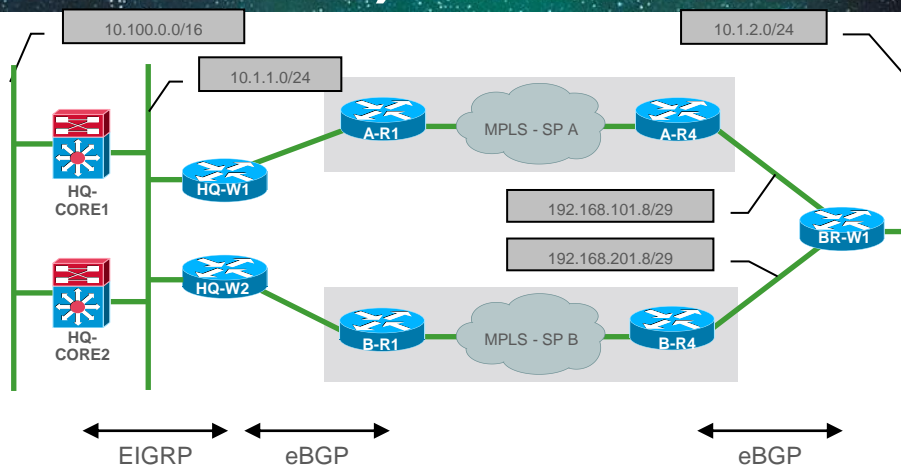 10.100.0.0/16
10.1.2.0/24
10.1.1.0/24
A-R1
MPLS - SP A
A-R4
HQ-
CORE1
HQ-W1
192.168.101.8/29
BR-W1
192.168.201.8/29
HQ-W2
HQ-
CORE2
B-R1
MPLS - SP B
B-R4
EIGRP
eBGP
eBGP